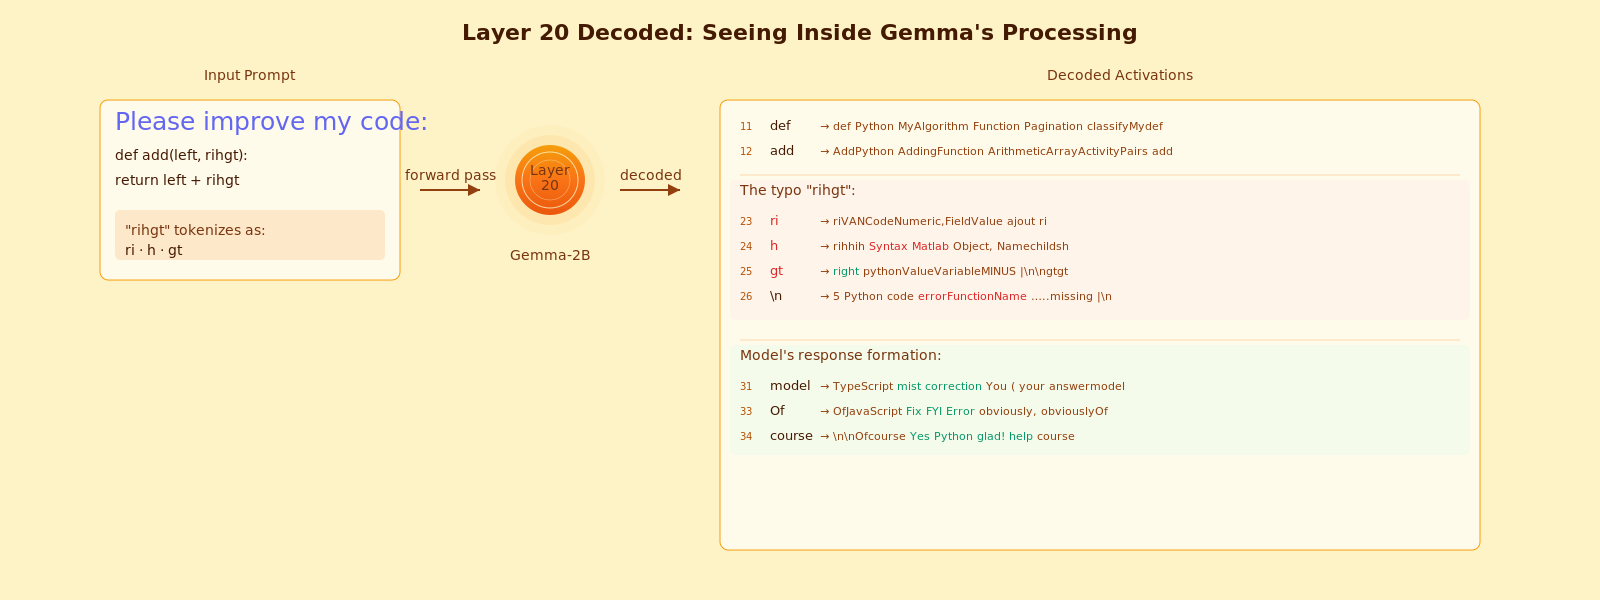 Layer 20 Decoded: Seeing Inside Gemma's Processing
Input Prompt
Please improve my code:
def add(left, rihgt):
return left + rihgt
"rihgt" tokenizes as:
ri · h · gt
forward pass
Layer
20
Gemma-2B
decoded
Decoded Activations
11 def → def Python MyAlgorithm Function Pagination classifyMydef
12 add → AddPython AddingFunction ArithmeticArrayActivityPairs add
The typo "rihgt":
23 ri → riVANCodeNumeric,FieldValue ajout ri
24 h → rihhih Syntax Matlab Object, Namechildsh
25 gt → right pythonValueVariableMINUS |\n\ngtgt
26 \n → 5 Python code errorFunctionName .....missing |\n
Model's response formation:
31 model → TypeScript mist correction You ( your answermodel
33 Of → OfJavaScript Fix FYI Error obviously, obviouslyOf
34 course → \n\nOfcourse Yes Python glad! help course